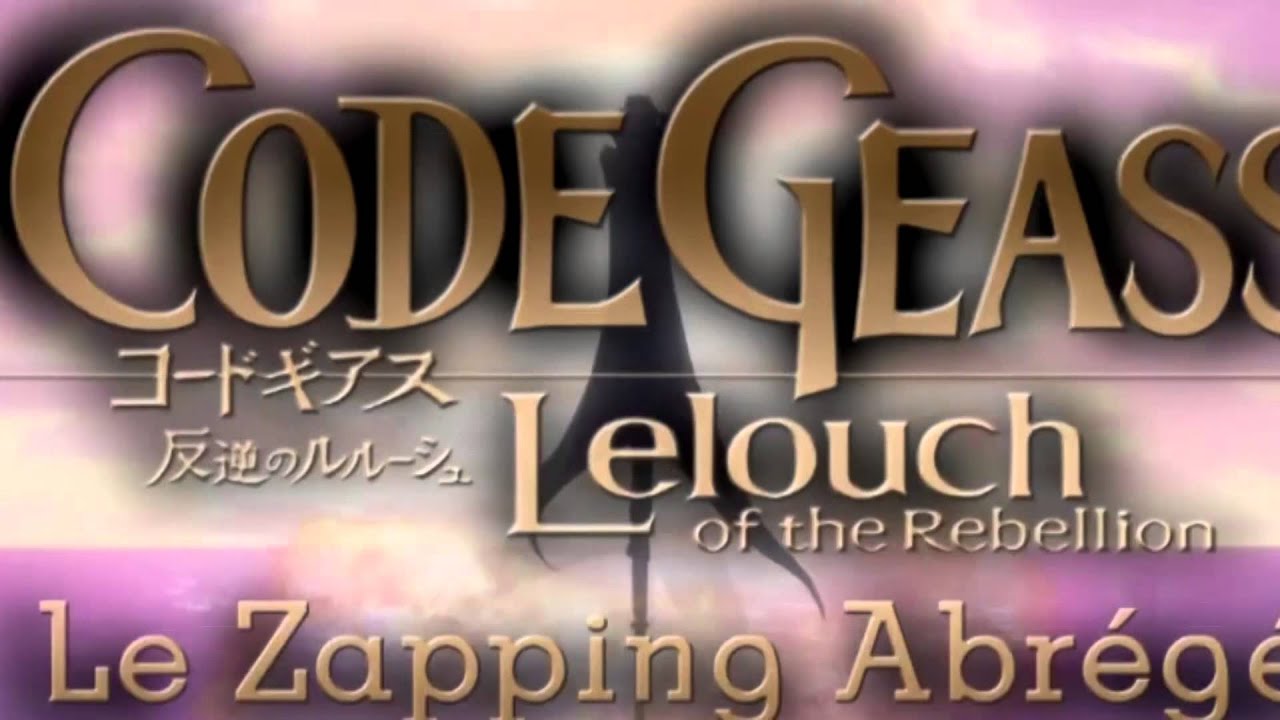 CODE GEASS
コードギアス
反逆のルルーシュ
Lelouch
of the Rebellion
Le Zapping Abrégé